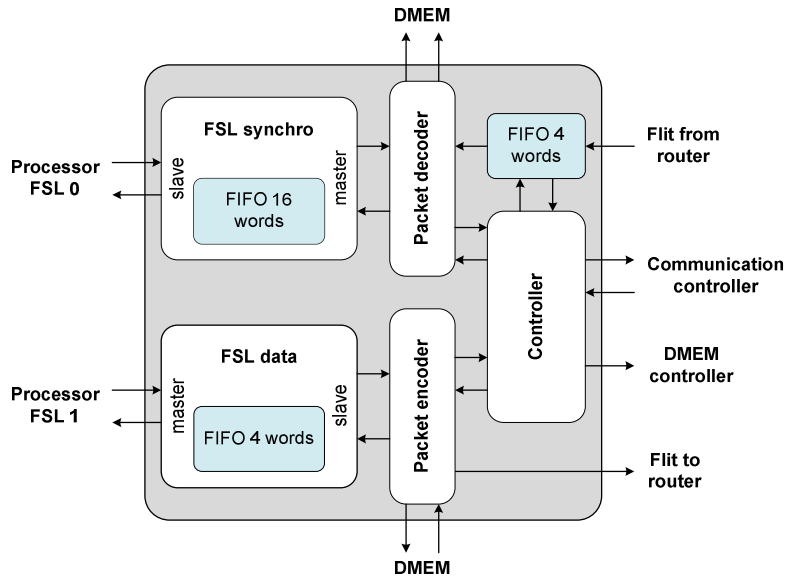 DMEM
FSL synchro
slave
master
FIFO 16
words
Processor
FSL 0
Packet decoder
FIFO 4
words
Flit from
router
Controller
Communication
controller
DMEM
controller
FSL data
master
slave
FIFO 4 words
Processor
FSL 1
Packet encoder
Flit to
router
DMEM